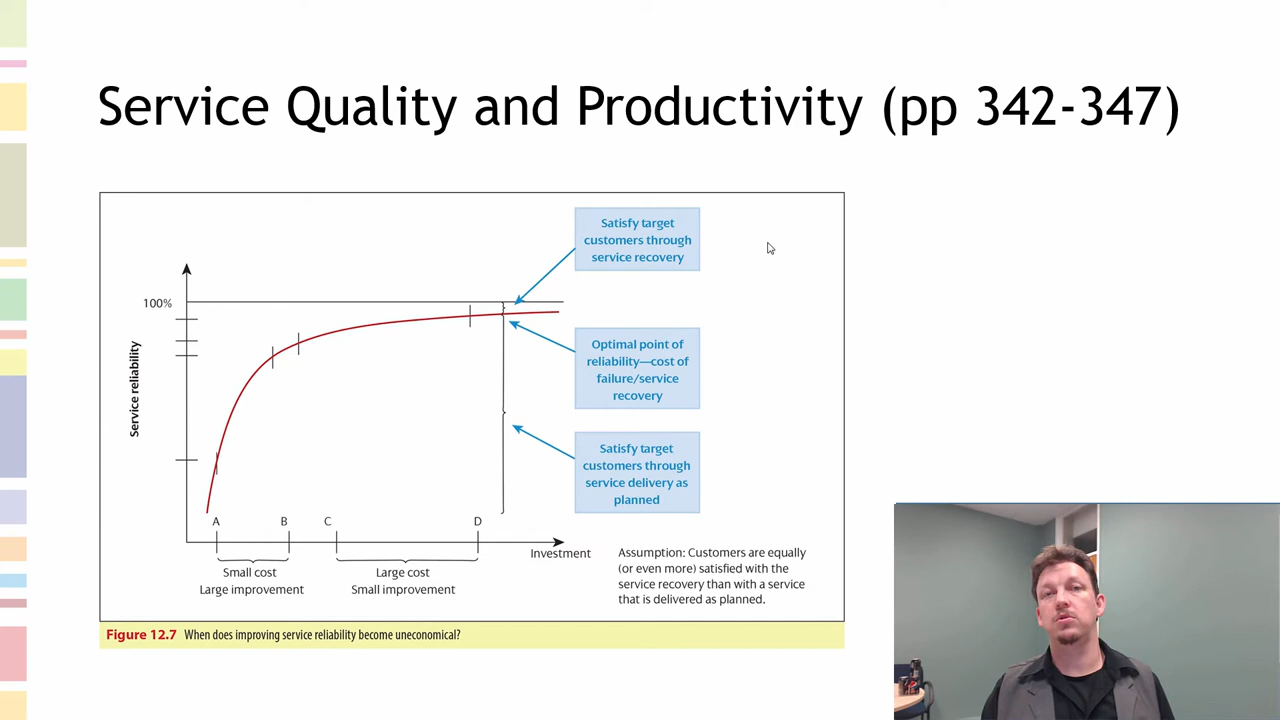 Service Quality and Productivity (pp 342-347)
Satisfy target
customers through
service recovery
100%
Optimal point of
reliability—cost of
failure/service
recovery
Service reliability
Satisfy target
customers through
service delivery as
planned
A
B
C
D
Investment
Small cost
Large improvement
Large cost
Small improvement
Assumption: Customers are equally
(or even more) satisfied with the
service recovery than with a service
that is delivered as planned.
Figure 12.7 When does improving service reliability become uneconomical?